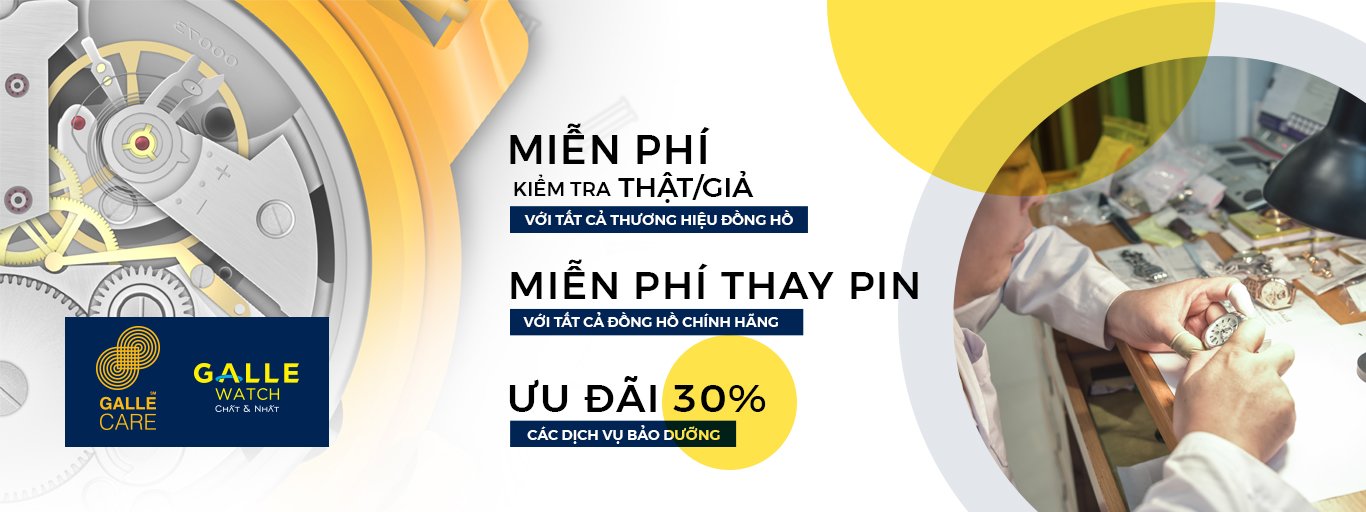 37000
MIỄN PHÍ
KIỂM TRA THẬT/GIẢ
VỚI TẤT CẢ THƯƠNG HIỆU ĐỒNG HỒ
MIỄN PHÍ THAY PIN
VỚI TẤT CẢ ĐỒNG HỒ CHÍNH HÃNG
ƯU ĐÃI 30%
CÁC DỊCH VỤ BẢO DƯỠNG
GALLE SM
CARE
GALLE
WATCH
CHẤT & NHẤT